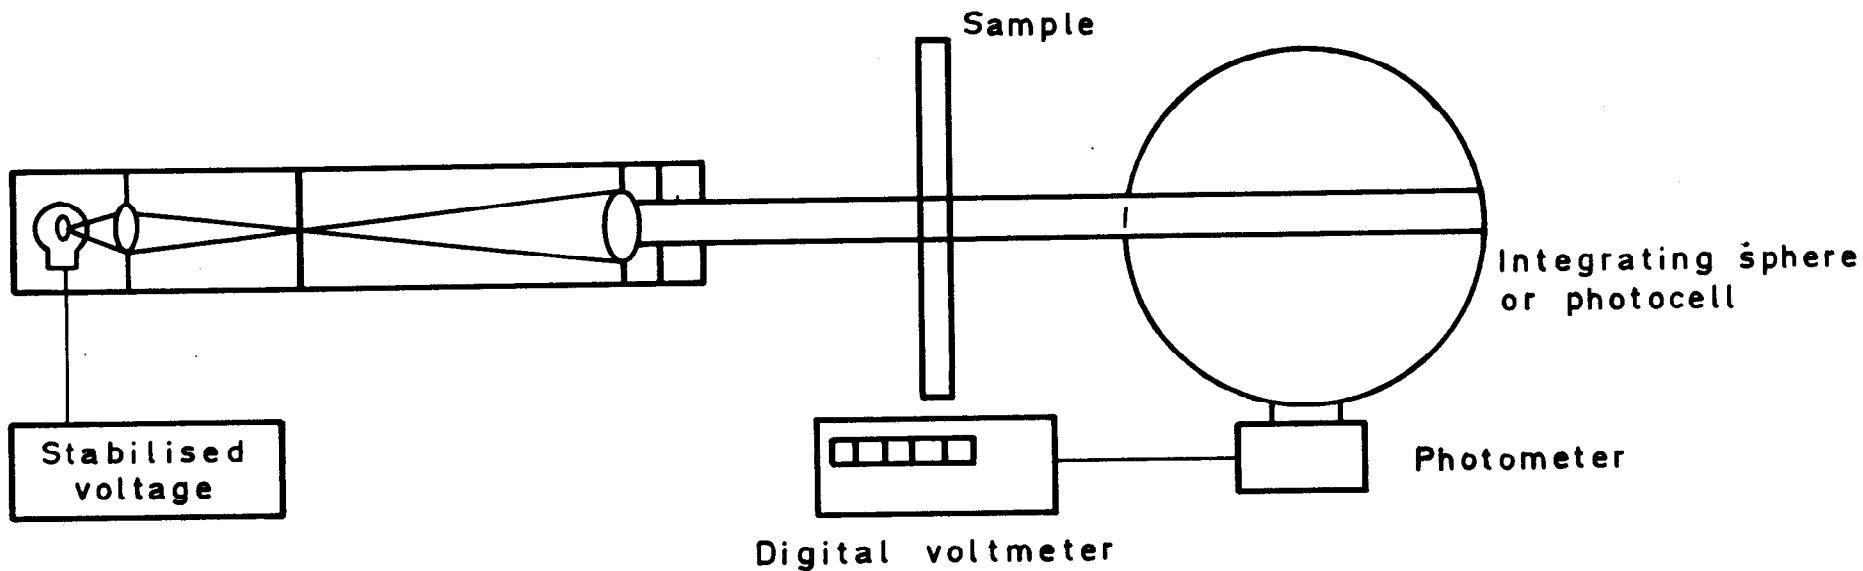 Sample
Integrating sphere
or photocell
Stabilised
voltage
Photometer
Digital voltmeter